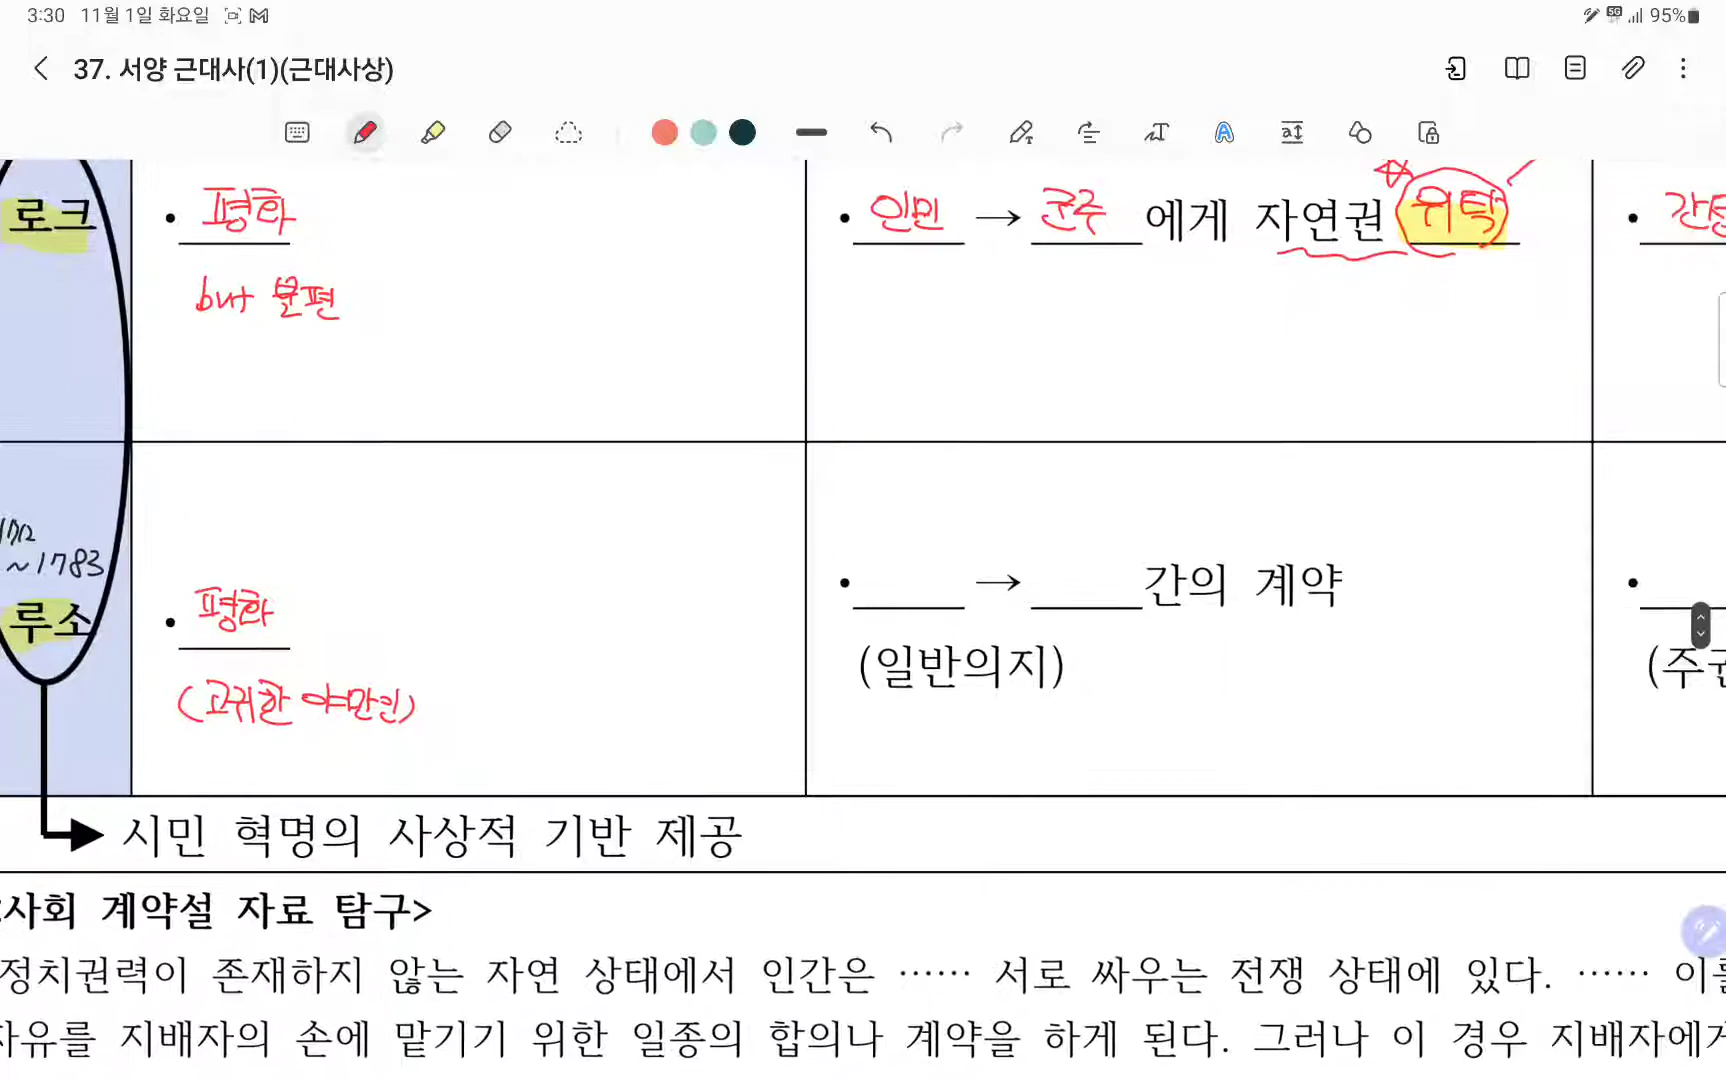 3:30 11월 1일 화요일
5G 95%
37. 서양 근대사(1)(근대사상)
로크
• 평화
• 인민 → 군주 에게 자연권 위탁
•
but 불편
~1783
루소
• 평화
• → 간의 계약
•
(고귀한 야만인)
(일반의지)
시민 혁명의 사상적 기반 제공
사회 계약설 자료 탐구>
정치권력이 존재하지 않는 자연 상태에서 인간은 …… 서로 싸우는 전쟁 상태에 있다. ……
자유를 지배자의 손에 맡기기 위한 일종의 합의나 계약을 하게 된다. 그러나 이 경우 지배자에게